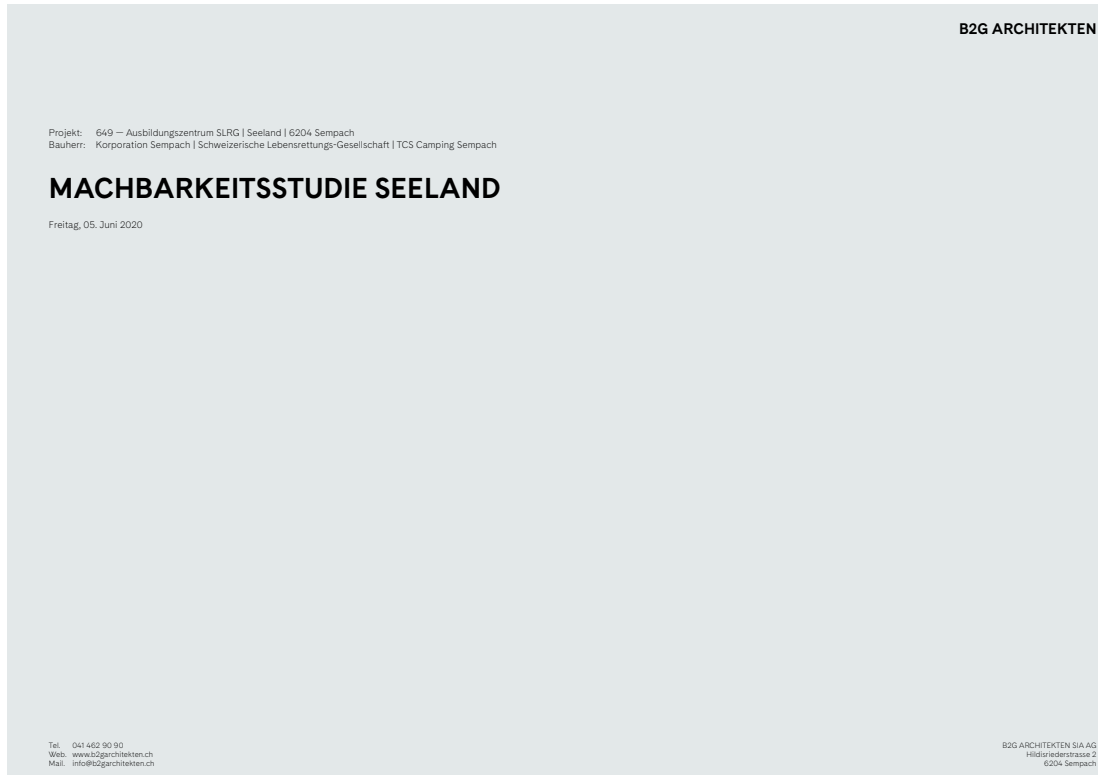 B2G ARCHITEKTEN
Projekt: 649 — Ausbildungszentrum SLRG | Seeland | 6204 Sempach
Bauherr: Korporation Sempach | Schweizerische Lebensrettungs-Gesellschaft | TCS Camping Sempach
MACHBARKEITSSTUDIE SEELAND
Freitag, 05. Juni 2020
Tel. 041 462 90 90
Web. www.b2garchitekten.ch
Mail. info@b2garchitekten.ch
B2G ARCHITEKTEN SIA AG
Hildisriederstrasse 2
6204 Sempach